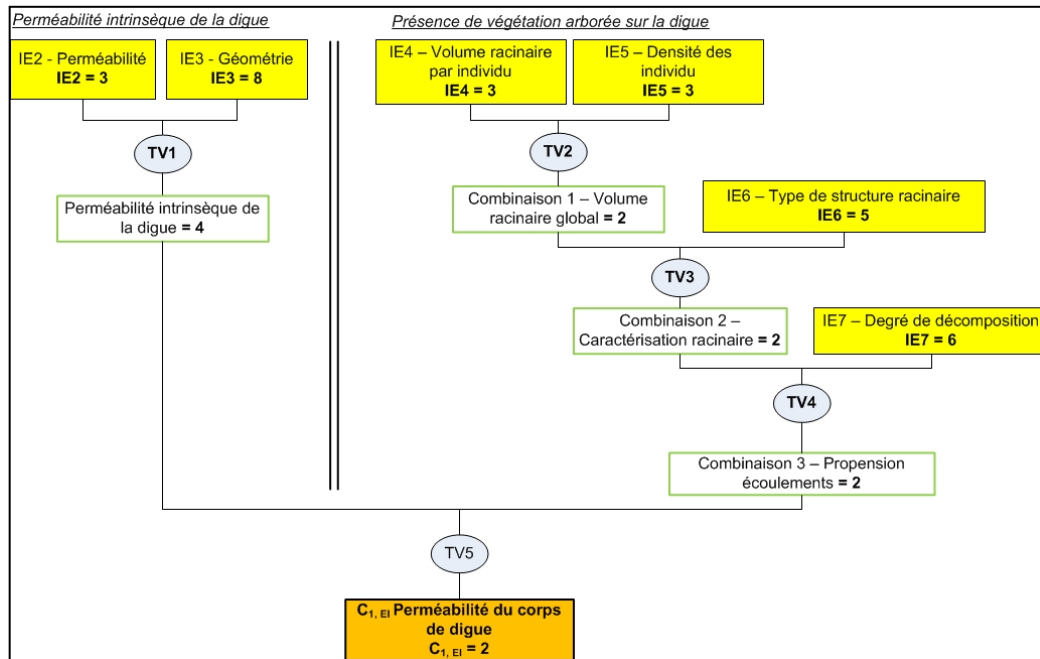 Perméabilité intrinsèque de la digue
Présence de végétation arborée sur la digue
IE2 - Perméabilité
IE2 = 3
IE3 - Géométrie
IE3 = 8
IE4 – Volume racinaire
par individu
IE4 = 3
IE5 – Densité des
individu
IE5 = 3
TV1
TV2
Perméabilité intrinsèque de
la digue = 4
Combinaison 1 – Volume
racinaire global = 2
IE6 – Type de structure racinaire
IE6 = 5
TV3
Combinaison 2 –
Caractérisation racinaire = 2
IE7 – Degré de décomposition
IE7 = 6
TV4
Combinaison 3 – Propension
écoulements = 2
TV5
C1, EI Perméabilité du corps
de digue
C1, EI = 2